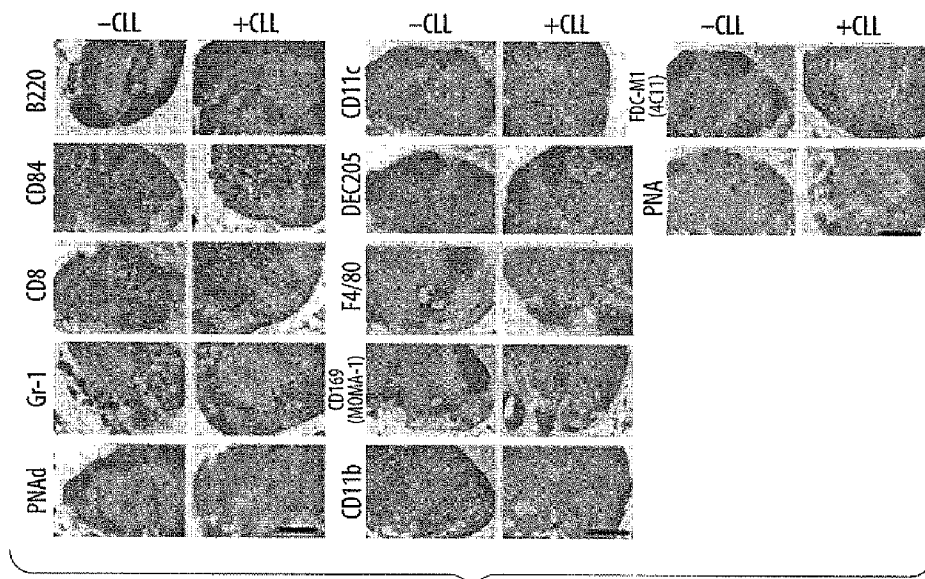 –CLL +CLL –CLL +CLL –CLL +CLL
B220
CD84
CD8
Gr-1
PNAd
CD11c
DEC205
F4/80
CD169
(MOMA-1)
CD11b
FDC-M1
(4C11)
PNA